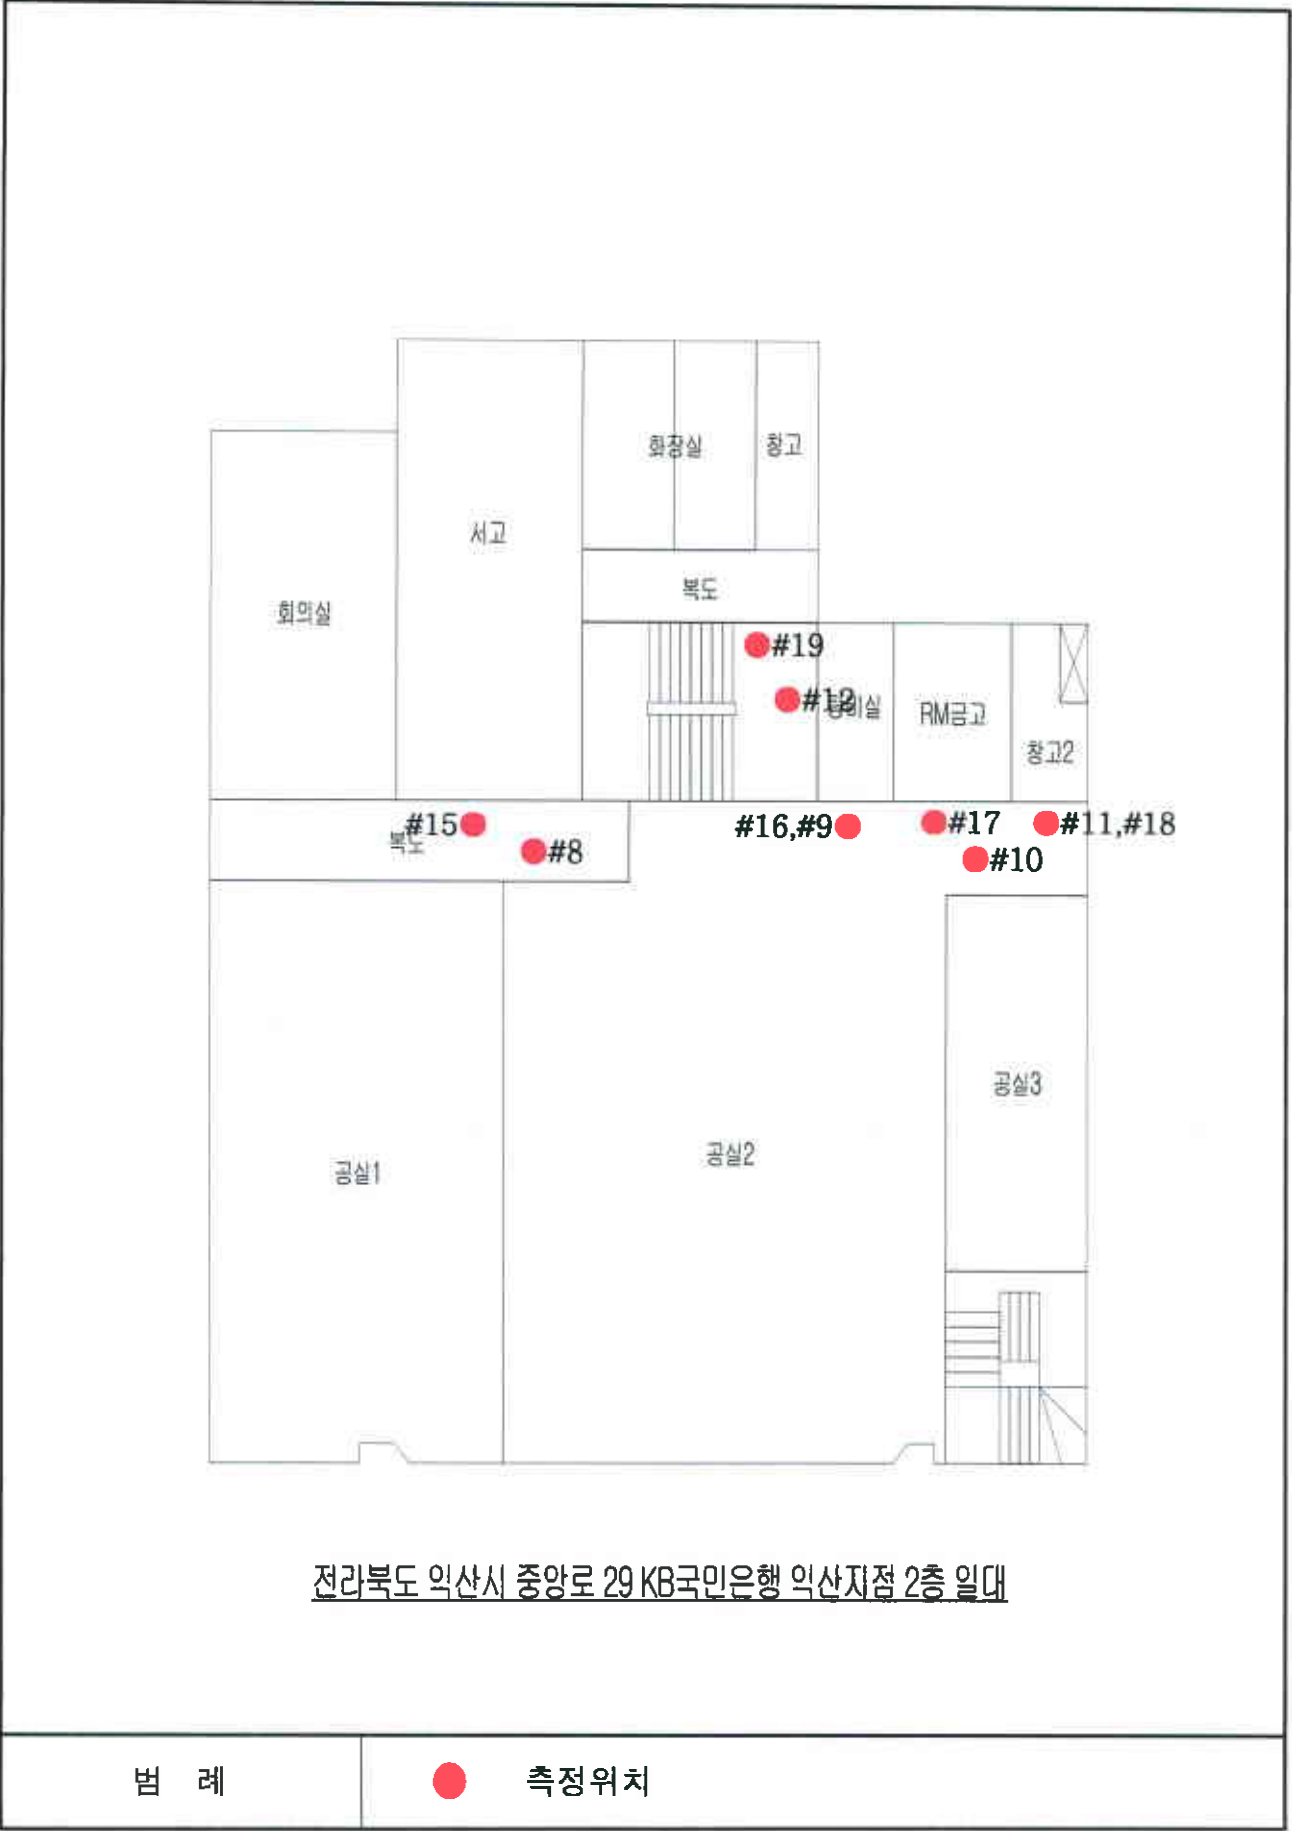 화장실 창고
서고
복도
회의실
#19
#12
RM금고
창고2
#15
복도
#8
#16,#9
#17
#11,#18
#10
공실3
공실2
공실1
전라북도 익산시 중앙로 29 KB국민은행 익산지점 2층 일대
범 례
측정위치